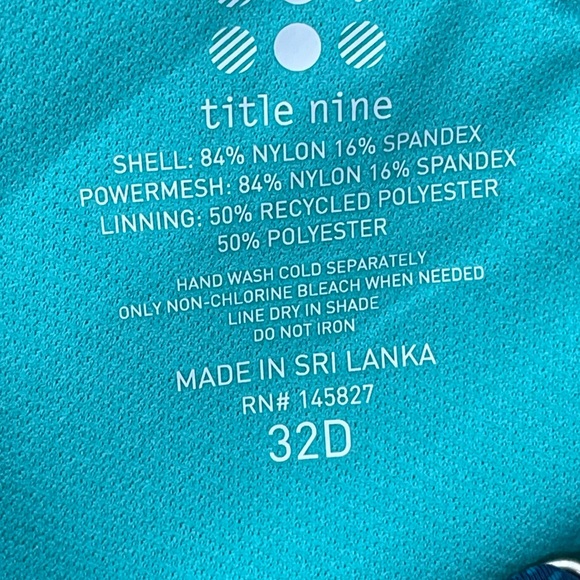 title nine
SHELL: 84% NYLON 16% SPANDEX
POWERMESH: 84% NYLON 16% SPANDEX
LINNING: 50% RECYCLED POLYESTER
50% POLYESTER
HAND WASH COLD SEPARATELY
ONLY NON-CHLORINE BLEACH WHEN NEEDED
LINE DRY IN SHADE
DO NOT IRON
MADE IN SRI LANKA
RN# 145827
32D